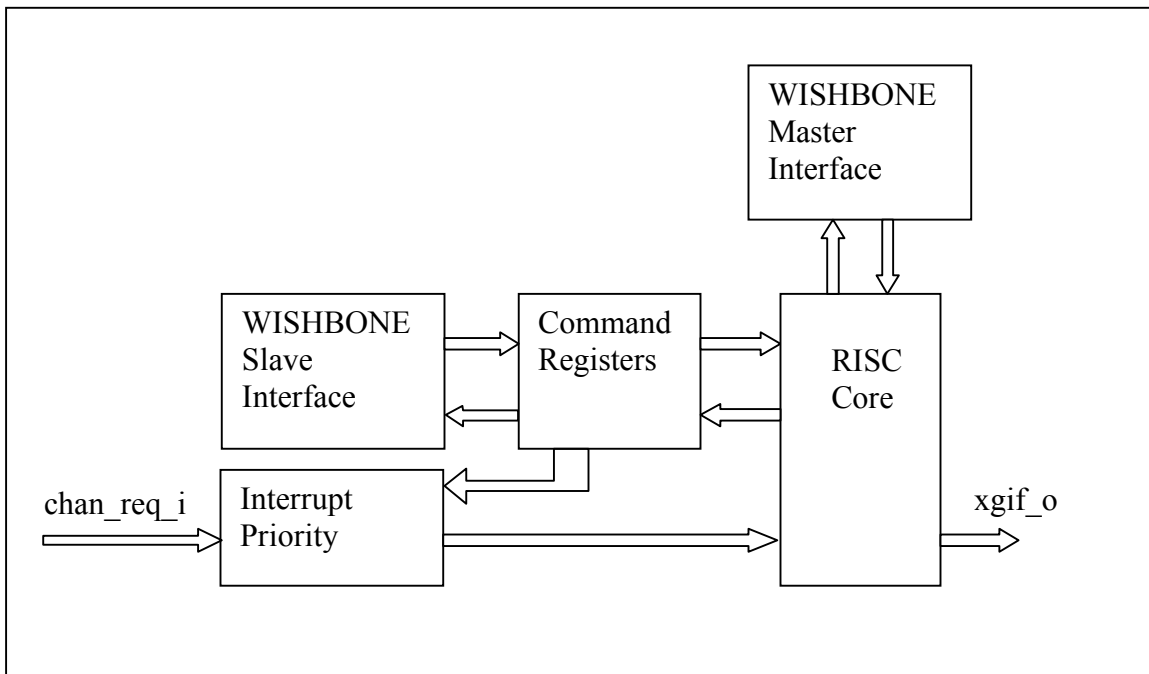 WISHBONE
Master
Interface
WISHBONE
Slave
Interface
Command
Registers
RISC
Core
chan_req_i
Interrupt
Priority
xgif_o